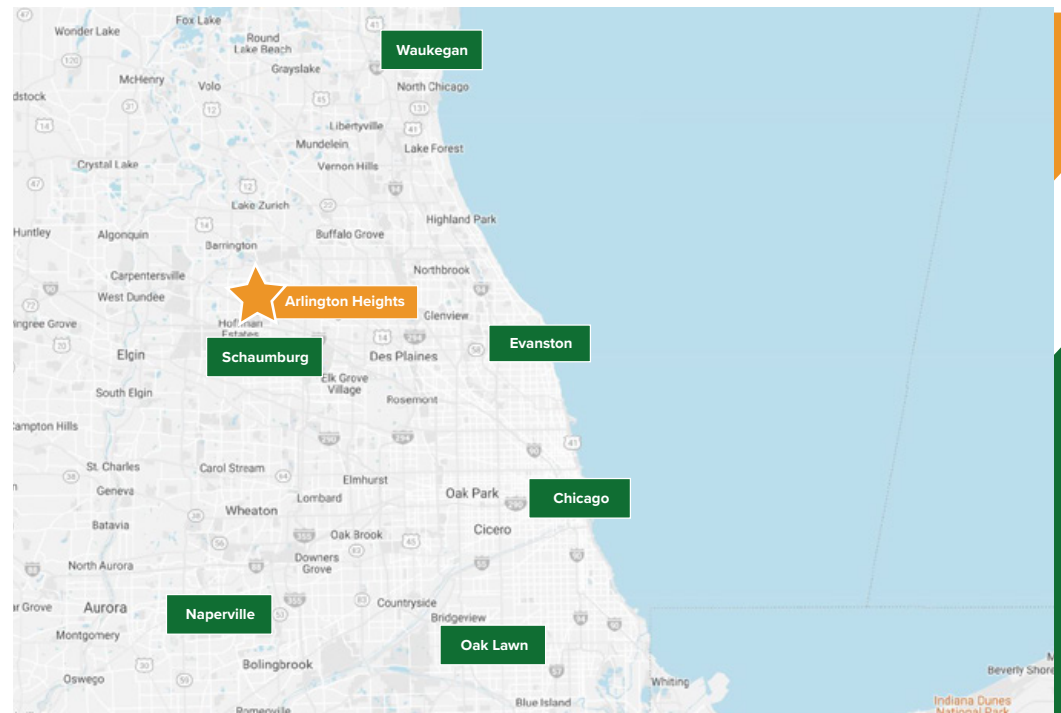 Fox Lake
Wonder Lake
Round
Lake Beach
Waukegan
Grayslake
McHenry
Volo
North Chicago
dstock
Libertyville
Mundelein
Lake Forest
Crystal Lake
Vernon Hills
Lake Zurich
Highland Park
Huntley
Algonquin
Buffalo Grove
Barrington
Carpentersville
Northbrook
West Dundee
Arlington Heights
Glenview
ingree Grove
Hoffman
Estates
Evanston
Elgin
Schaumburg
Des Plaines
Elk Grove
Village
South Elgin
Rosemont
ampton Hills
St. Charles
Carol Stream
Geneva
Elmhurst
Lombard
Oak Park
Chicago
Wheaton
Batavia
Oak Brook
Cicero
Downers
Grove
North Aurora
ar Grove
Aurora
Naperville
Countryside
Bridgeview
Montgomery
Oak Lawn
Bolingbrook
Oswego
Whiting
Beverly Shore
Blue Island
Romeoville
Indiana Dunes
National Park